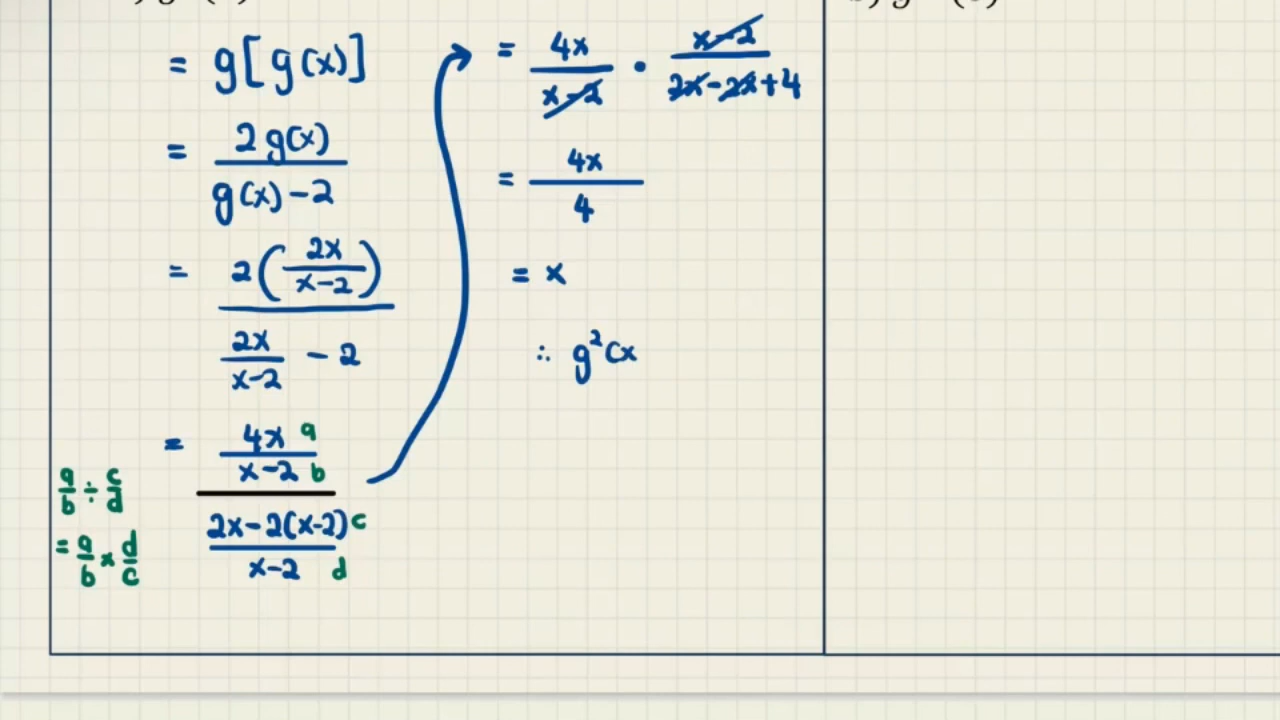 = g[g(x)]
= 2g(x) / g(x) - 2
= 2(2x / x-2) / 2x / x-2 - 2
= 4x a / x-2 b
2x-2(x-2) c / x-2 d
a/b ÷ c/d
= a/b × d/c
= 4x / x-2 · x-2 / 2x-2x+4
= 4x / 4
= x
∴ g²(x